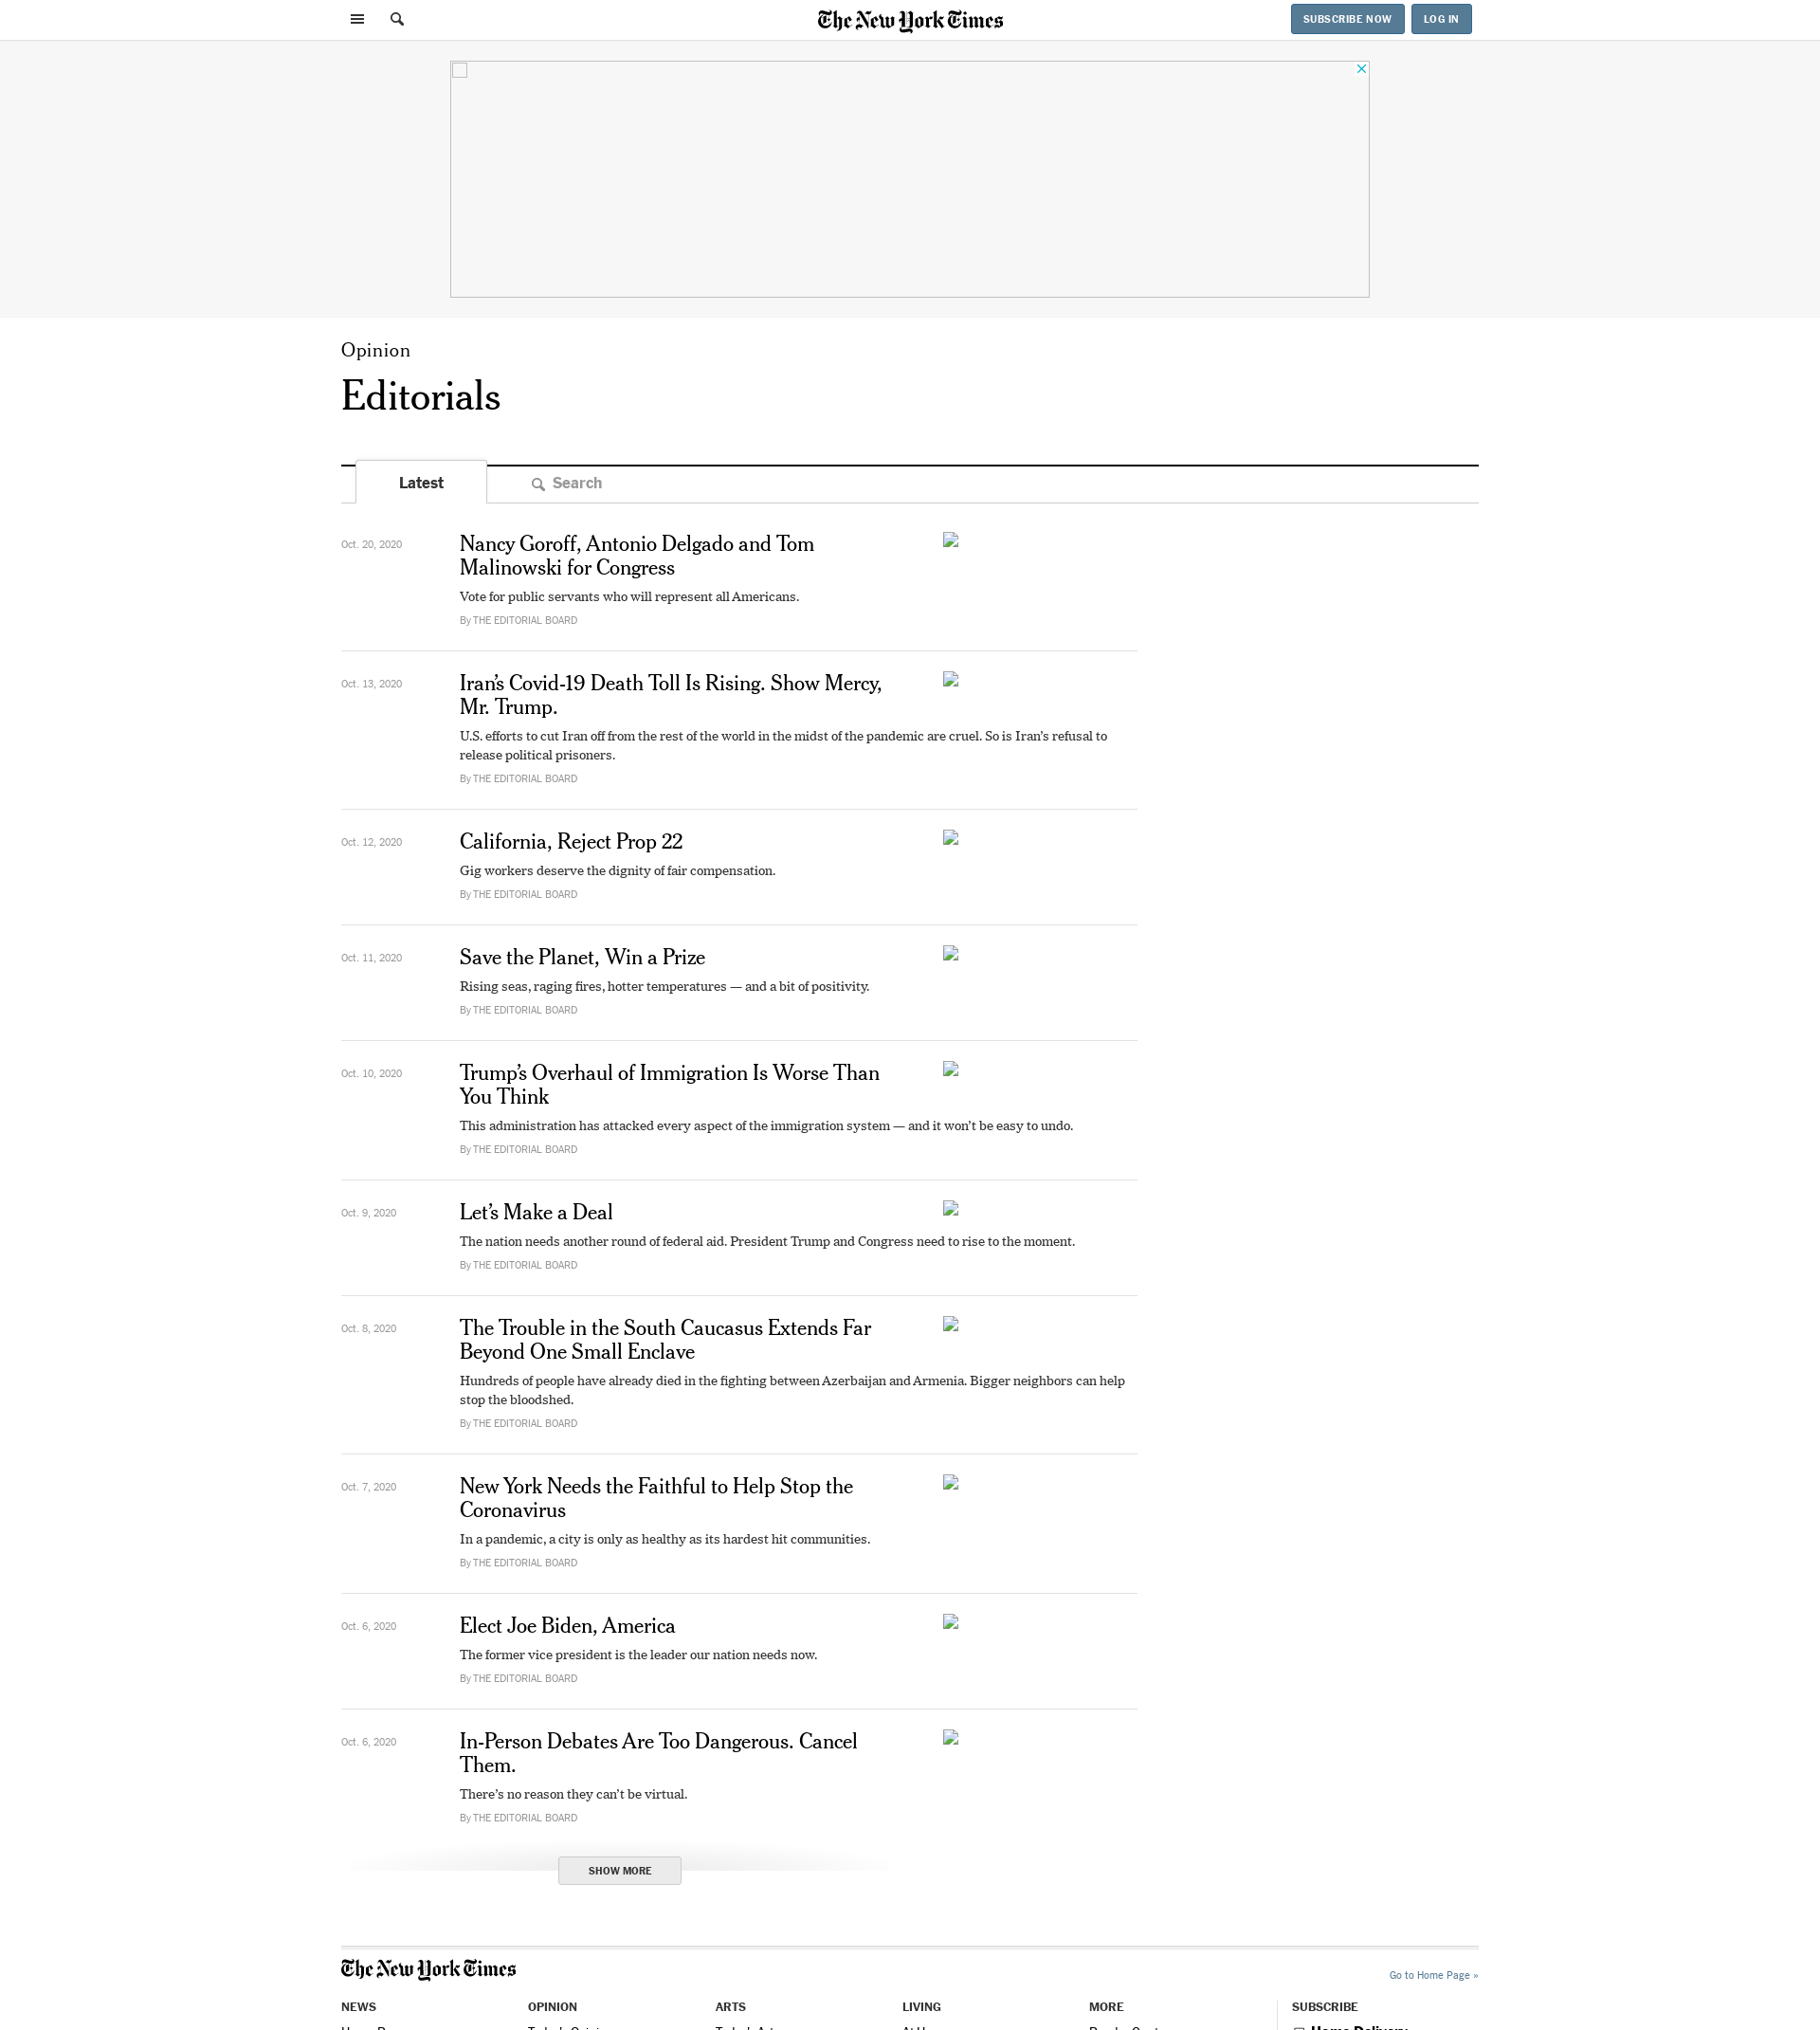 The New York Times
SUBSCRIBE NOW
LOG IN
Opinion
Editorials
Latest
Search
Oct. 20, 2020
Nancy Goroff, Antonio Delgado and Tom
Malinowski for Congress
Vote for public servants who will represent all Americans.
By THE EDITORIAL BOARD
Oct. 13, 2020
Iran’s Covid-19 Death Toll Is Rising. Show Mercy,
Mr. Trump.
U.S. efforts to cut Iran off from the rest of the world in the midst of the pandemic are cruel. So is Iran’s refusal to
release political prisoners.
By THE EDITORIAL BOARD
Oct. 12, 2020
California, Reject Prop 22
Gig workers deserve the dignity of fair compensation.
By THE EDITORIAL BOARD
Oct. 11, 2020
Save the Planet, Win a Prize
Rising seas, raging fires, hotter temperatures — and a bit of positivity.
By THE EDITORIAL BOARD
Oct. 10, 2020
Trump’s Overhaul of Immigration Is Worse Than
You Think
This administration has attacked every aspect of the immigration system — and it won’t be easy to undo.
By THE EDITORIAL BOARD
Oct. 9, 2020
Let’s Make a Deal
The nation needs another round of federal aid. President Trump and Congress need to rise to the moment.
By THE EDITORIAL BOARD
Oct. 8, 2020
The Trouble in the South Caucasus Extends Far
Beyond One Small Enclave
Hundreds of people have already died in the fighting between Azerbaijan and Armenia. Bigger neighbors can help
stop the bloodshed.
By THE EDITORIAL BOARD
Oct. 7, 2020
New York Needs the Faithful to Help Stop the
Coronavirus
In a pandemic, a city is only as healthy as its hardest hit communities.
By THE EDITORIAL BOARD
Oct. 6, 2020
Elect Joe Biden, America
The former vice president is the leader our nation needs now.
By THE EDITORIAL BOARD
Oct. 6, 2020
In-Person Debates Are Too Dangerous. Cancel
Them.
There’s no reason they can’t be virtual.
By THE EDITORIAL BOARD
SHOW MORE
The New York Times
Go to Home Page »
NEWS
OPINION
ARTS
LIVING
MORE
SUBSCRIBE
Home Delivery